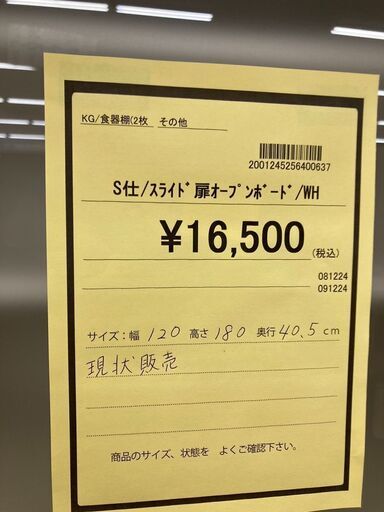 KG/食器棚(2枚 その他
2001245256400637
S仕/ｽﾗｲﾄﾞ扉ｵｰﾌﾟﾝﾎﾞｰﾄﾞ/WH
¥16,500 (税込)
081224
091224
サイズ:幅 120 高さ 180 奥行 40.5 cm
現状販売
商品のサイズ、状態を よくご確認下さい。